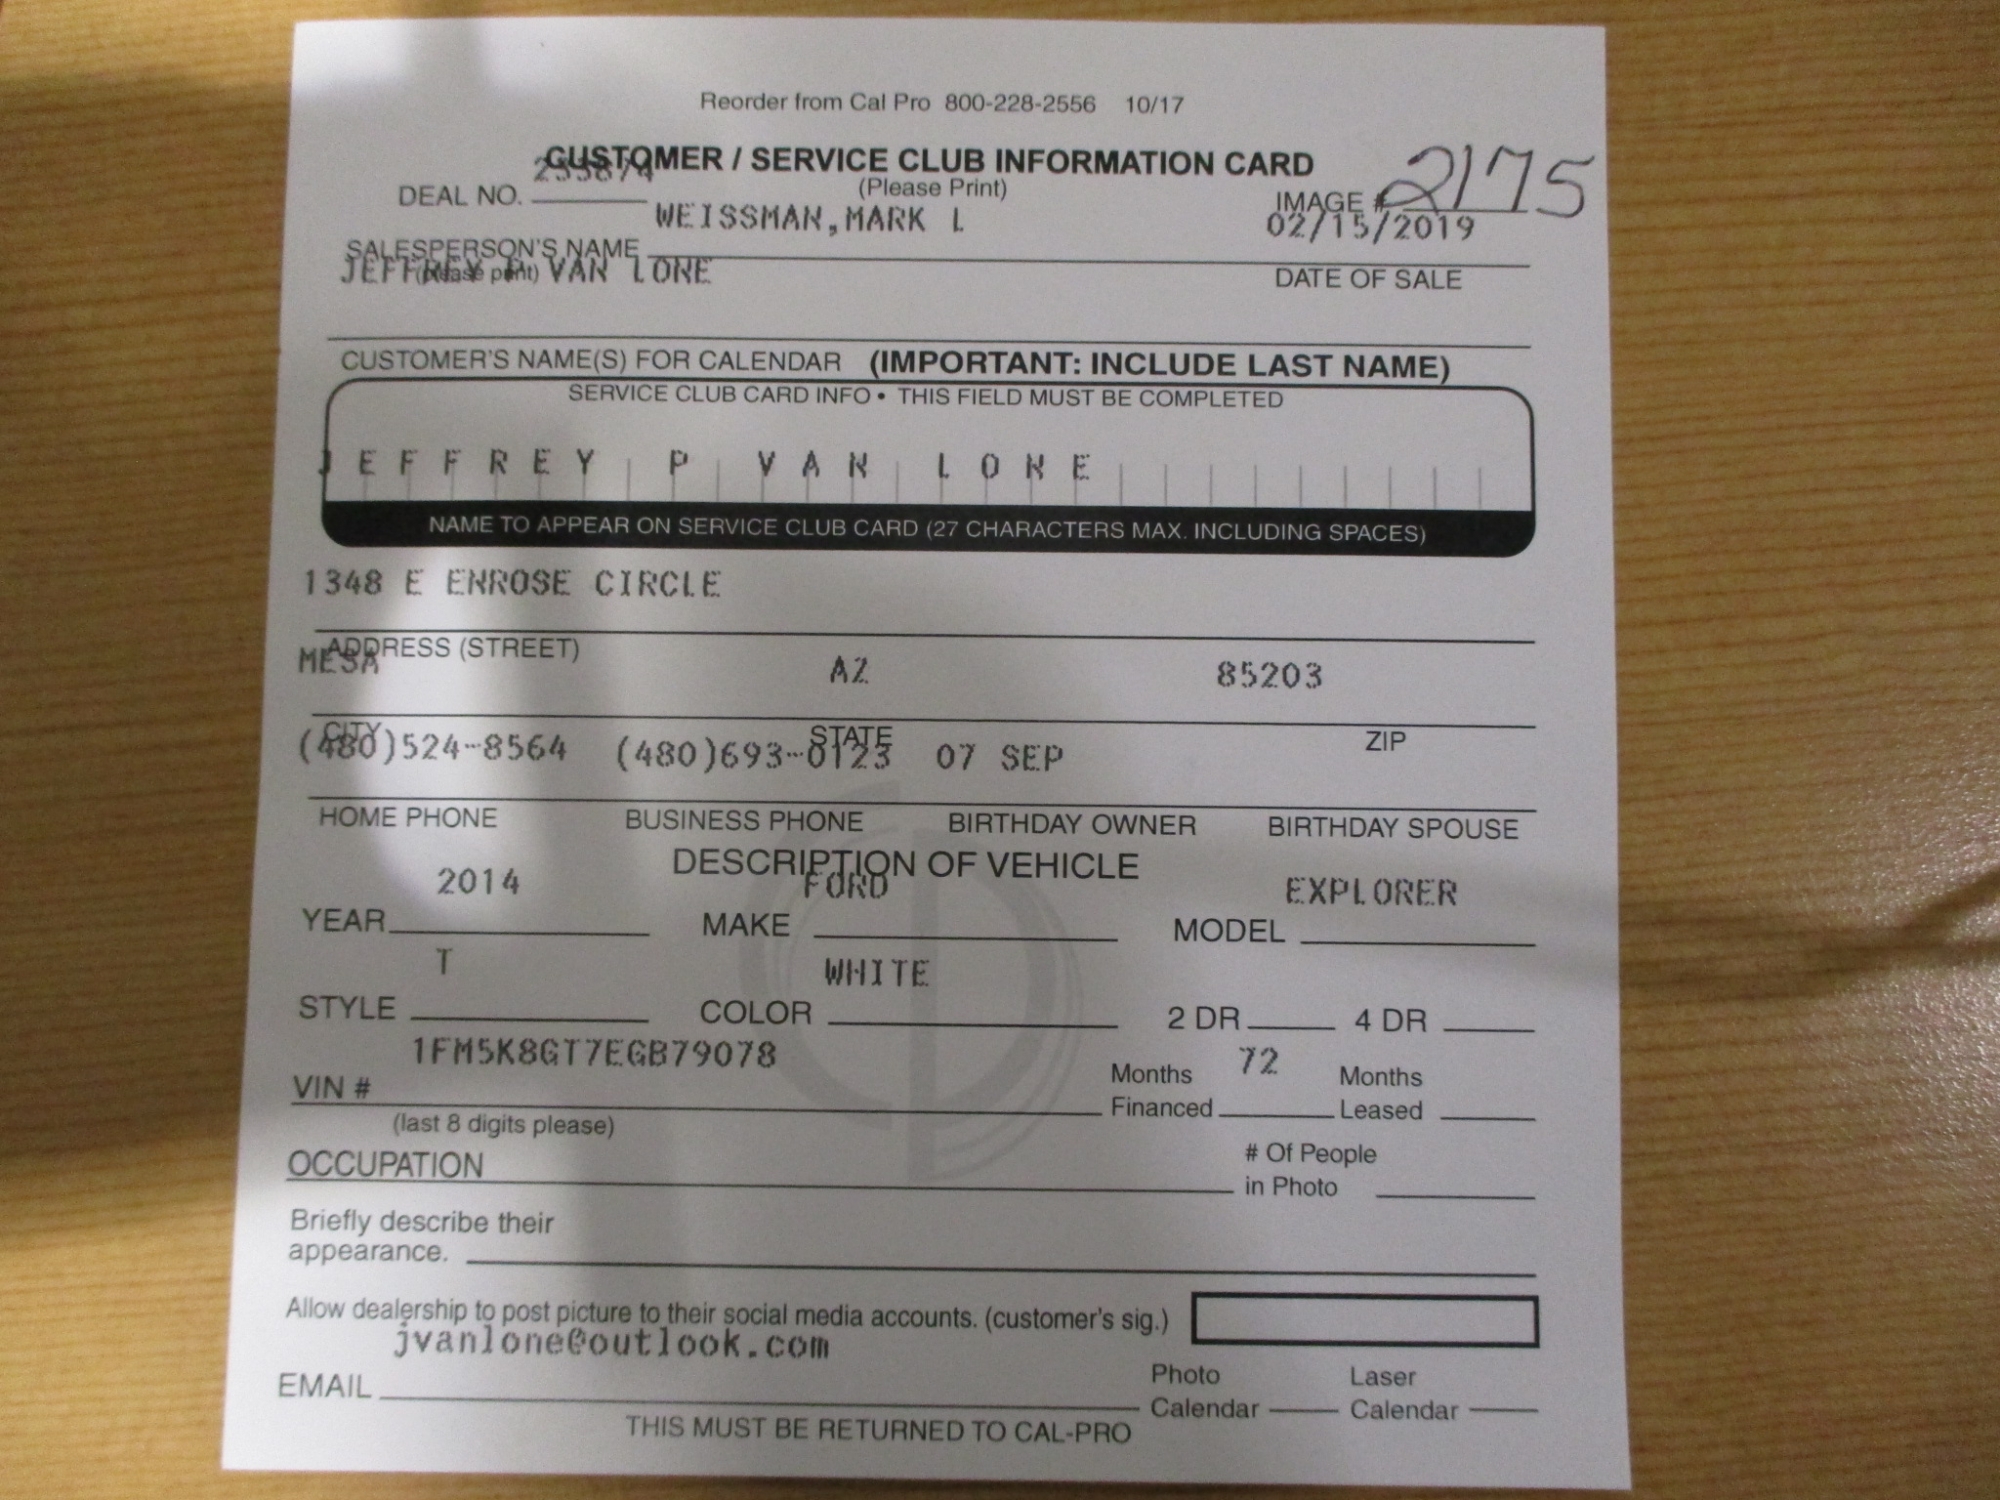 Reorder from Cal Pro 800-228-2556 10/17
CUSTOMER / SERVICE CLUB INFORMATION CARD
(Please Print)
DEAL NO.
IMAGE # 2175
WEISSMAN,MARK L 02/15/2019
SALESPERSON'S NAME
(please print)
DATE OF SALE
JEFFREY P VAN LONE
CUSTOMER'S NAME(S) FOR CALENDAR (IMPORTANT: INCLUDE LAST NAME)
SERVICE CLUB CARD INFO • THIS FIELD MUST BE COMPLETED
JEFFREY P VAN LONE
NAME TO APPEAR ON SERVICE CLUB CARD (27 CHARACTERS MAX. INCLUDING SPACES)
1348 E ENROSE CIRCLE
ADDRESS (STREET)
MESA AZ 85203
CITY STATE ZIP
(480)524-8564 (480)693-0123 07 SEP
HOME PHONE BUSINESS PHONE BIRTHDAY OWNER BIRTHDAY SPOUSE
DESCRIPTION OF VEHICLE
2014 FORD EXPLORER
YEAR MAKE MODEL
T WHITE
STYLE COLOR 2 DR 4 DR
1FM5K8GT7EGB79078 72
VIN # Months Financed Months Leased
(last 8 digits please)
OCCUPATION # Of People in Photo
Briefly describe their
appearance.
Allow dealership to post picture to their social media accounts. (customer's sig.)
jvanlone@outlook.com
EMAIL Photo Calendar Laser Calendar
THIS MUST BE RETURNED TO CAL-PRO